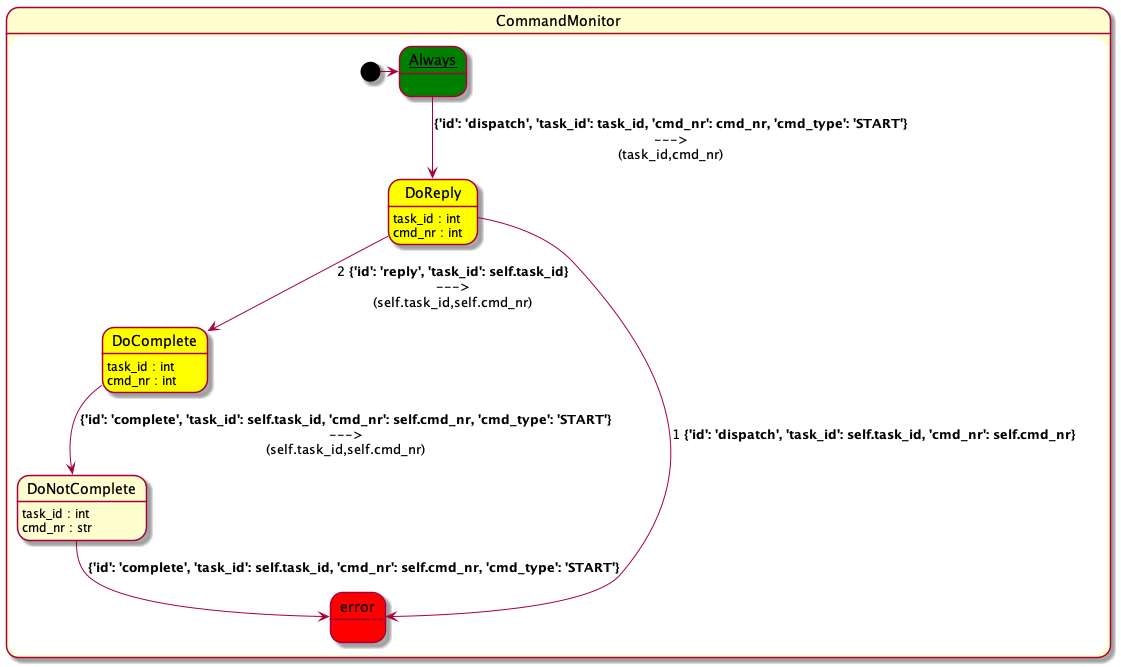 CommandMonitor
Always
{'id': 'dispatch', 'task_id': task_id, 'cmd_nr': cmd_nr, 'cmd_type': 'START'}
--->
(task_id,cmd_nr)
DoReply
task_id : int
cmd_nr : int
2 {'id': 'reply', 'task_id': self.task_id}
--->
(self.task_id,self.cmd_nr)
DoComplete
task_id : int
cmd_nr : int
{'id': 'complete', 'task_id': self.task_id, 'cmd_nr': self.cmd_nr, 'cmd_type': 'START'}
--->
(self.task_id,self.cmd_nr)
1 {'id': 'dispatch', 'task_id': self.task_id, 'cmd_nr': self.cmd_nr}
DoNotComplete
task_id : int
cmd_nr : str
{'id': 'complete', 'task_id': self.task_id, 'cmd_nr': self.cmd_nr, 'cmd_type': 'START'}
error